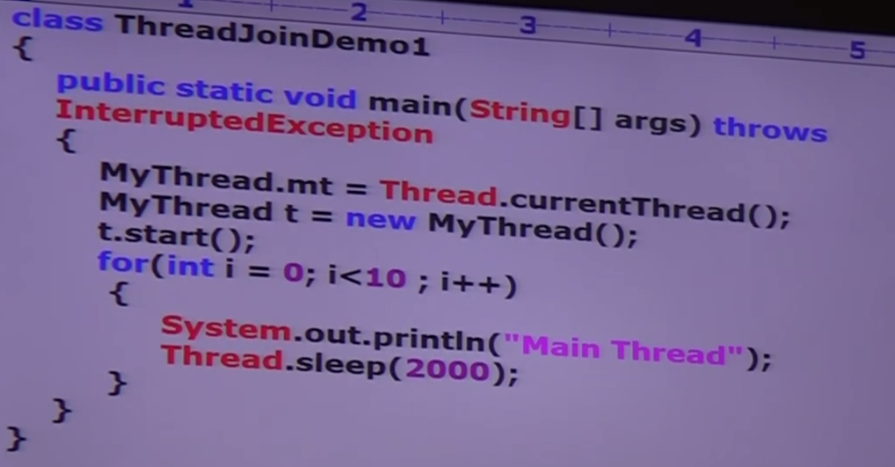 1 2 3 4 5
class ThreadJoinDemo1
{
public static void main(String[] args) throws
InterruptedException
{
MyThread.mt = Thread.currentThread();
MyThread t = new MyThread();
t.start();
for(int i = 0; i<10 ; i++)
{
System.out.println("Main Thread");
Thread.sleep(2000);
}
}
}